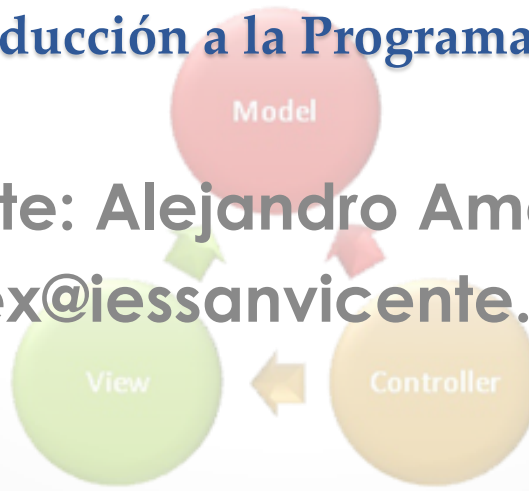 ducción a la Programa
Model
te: Alejandro Am
ex@iessanvicente.
View
Controller